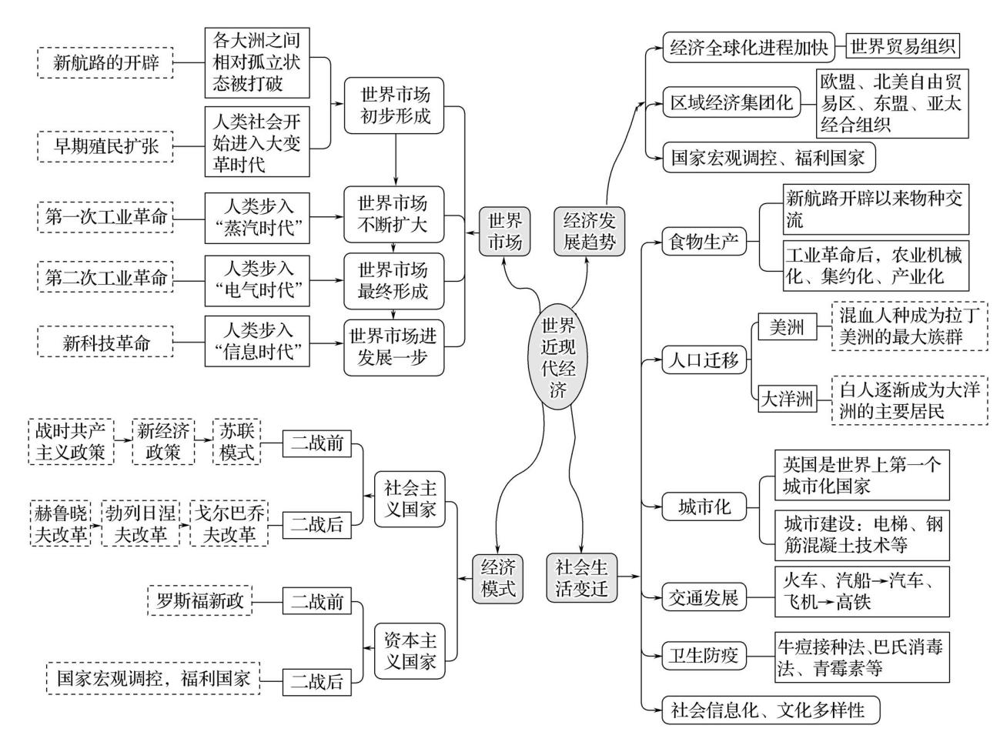 新航路的开辟
各大洲之间
相对孤立状
态被打破
早期殖民扩张
人类社会开
始进入大变
革时代
世界市场
初步形成
第一次工业革命
人类步入
“蒸汽时代”
世界市场
不断扩大
第二次工业革命
人类步入
“电气时代”
世界市场
最终形成
新科技革命
人类步入
“信息时代”
世界市场进
发展一步
世界
市场
经济发
展趋势
经济全球化进程加快
世界贸易组织
区域经济集团化
欧盟、北美自由贸
易区、东盟、亚太
经合组织
国家宏观调控、福利国家
世界
近现
代经
济
食物生产
新航路开辟以来物种交
流
工业革命后，农业机械
化、集约化、产业化
人口迁移
美洲
混血人种成为拉丁
美洲的最大族群
大洋洲
白人逐渐成为大洋
洲的主要居民
城市化
英国是世界上第一个
城市化国家
城市建设：电梯、钢
筋混凝土技术等
交通发展
火车、汽船→汽车、
飞机→高铁
卫生防疫
牛痘接种法、巴氏消毒
法、青霉素等
社会信息化、文化多样性
社会生
活变迁
经济
模式
战时共产
主义政策
新经济
政策
苏联
模式
二战前
社会主
义国家
赫鲁晓
夫改革
勃列日涅
夫改革
戈尔巴乔
夫改革
二战后
罗斯福新政
二战前
资本主
义国家
国家宏观调控，福利国家
二战后